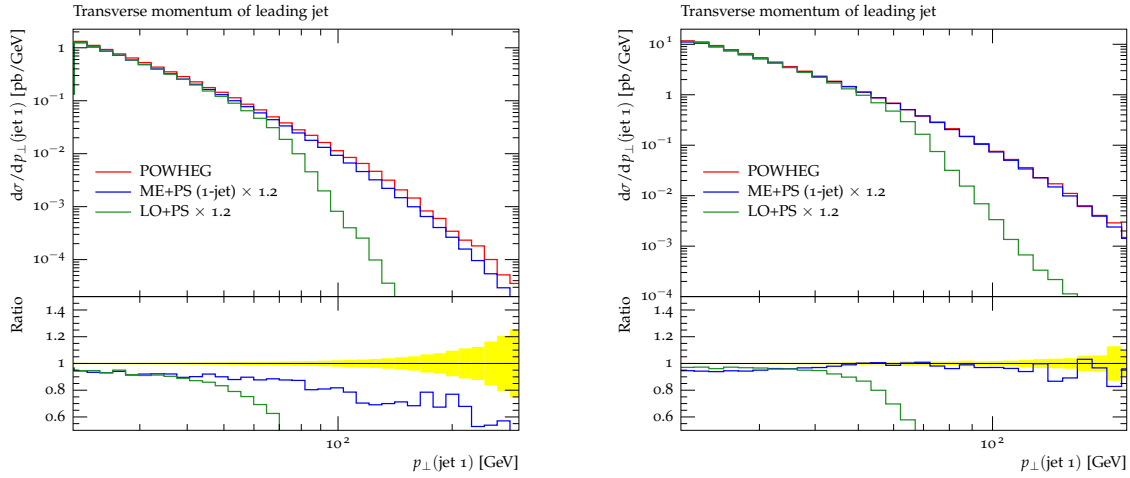 Transverse momentum of leading jet
dσ/dp⊥(jet 1) [pb/GeV]
1
10⁻¹
10⁻²
10⁻³
10⁻⁴
POWHEG
ME+PS (1-jet) × 1.2
LO+PS × 1.2
Ratio
1.4
1.2
1
0.8
0.6
10²
p⊥(jet 1) [GeV]
Transverse momentum of leading jet
dσ/dp⊥(jet 1) [pb/GeV]
10¹
1
10⁻¹
10⁻²
10⁻³
10⁻⁴
POWHEG
ME+PS (1-jet) × 1.2
LO+PS × 1.2
Ratio
1.4
1.2
1
0.8
0.6
10²
p⊥(jet 1) [GeV]